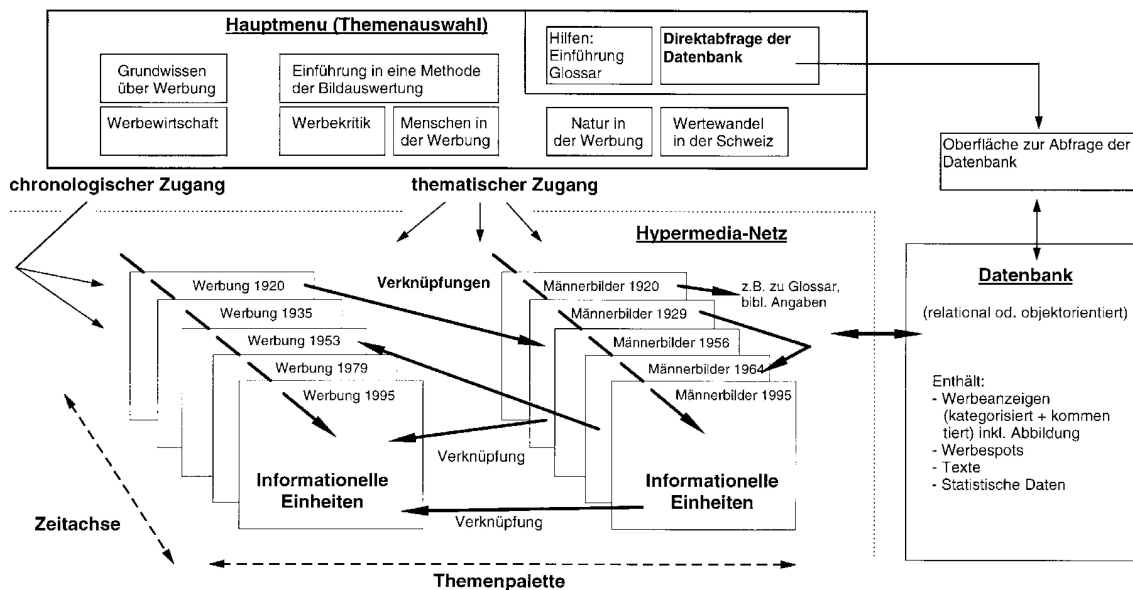 Hauptmenu (Themenauswahl)
Hilfen:
Einführung
Glossar
Direktabfrage der
Datenbank
Grundwissen
über Werbung
Einführung in eine Methode
der Bildauswertung
Werbewirtschaft
Werbekritik
Menschen in
der Werbung
Natur in
der Werbung
Wertewandel
in der Schweiz
Oberfläche zur Abfrage der
Datenbank
chronologischer Zugang
thematischer Zugang
Hypermedia-Netz
Verknüpfungen
Werbung 1920
Werbung 1935
Werbung 1953
Werbung 1979
Werbung 1995
Informationelle
Einheiten
Männerbilder 1920
Männerbilder 1929
Männerbilder 1956
Männerbilder 1964
Männerbilder 1995
Informationelle
Einheiten
z.B. zu Glossar,
bibl. Angaben
Verknüpfung
Verknüpfung
Zeitachse
Themenpalette
Datenbank
(relational od. objektorientiert)
Enthält:
- Werbeanzeigen
(kategorisiert + kommen
tiert) inkl. Abbildung
- Werbespots
- Texte
- Statistische Daten